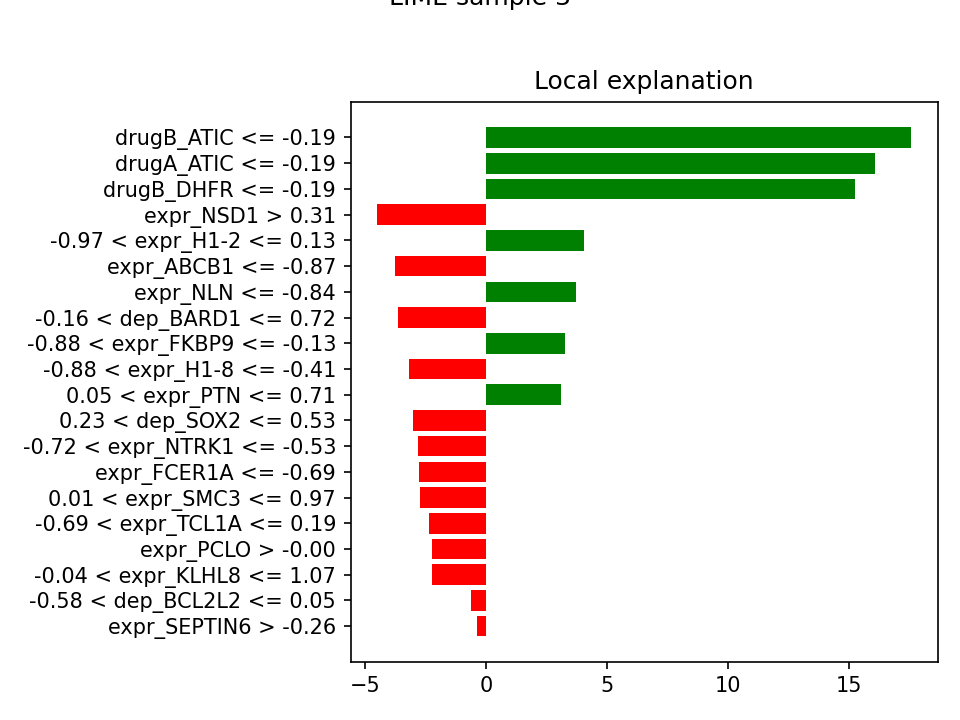 LIME sample
Local explanation
drugB_ATIC <= -0.19
drugA_ATIC <= -0.19
drugB_DHFR <= -0.19
expr_NSD1 > 0.31
-0.97 < expr_H1-2 <= 0.13
expr_ABCB1 <= -0.87
expr_NLN <= -0.84
-0.16 < dep_BARD1 <= 0.72
-0.88 < expr_FKBP9 <= -0.13
-0.88 < expr_H1-8 <= -0.41
0.05 < expr_PTN <= 0.71
0.23 < dep_SOX2 <= 0.53
-0.72 < expr_NTRK1 <= -0.53
expr_FCER1A <= -0.69
0.01 < expr_SMC3 <= 0.97
-0.69 < expr_TCL1A <= 0.19
expr_PCLO > -0.00
-0.04 < expr_KLHL8 <= 1.07
-0.58 < dep_BCL2L2 <= 0.05
expr_SEPTIN6 > -0.26
−5 0 5 10 15